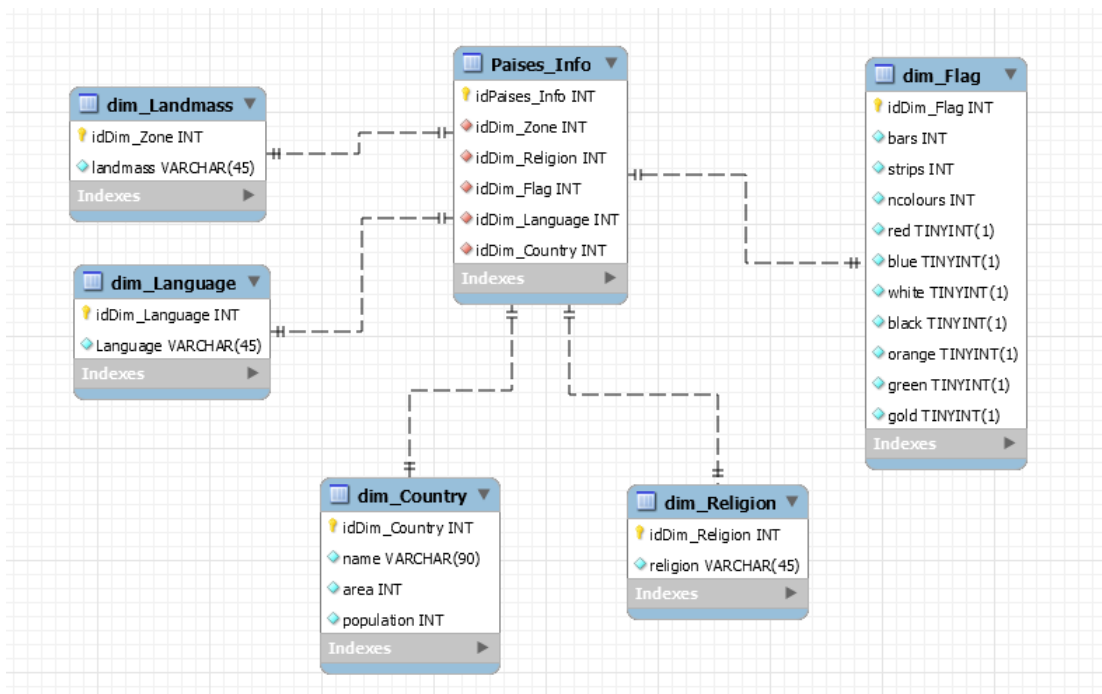 dim_Landmass
idDim_Zone INT
landmass VARCHAR(45)
Indexes
dim_Language
idDim_Language INT
Language VARCHAR(45)
Indexes
Paises_Info
idPaises_Info INT
idDim_Zone INT
idDim_Religion INT
idDim_Flag INT
idDim_Language INT
idDim_Country INT
Indexes
dim_Flag
idDim_Flag INT
bars INT
strips INT
ncolours INT
red TINYINT(1)
blue TINYINT(1)
white TINYINT(1)
black TINYINT(1)
orange TINYINT(1)
green TINYINT(1)
gold TINYINT(1)
Indexes
dim_Country
idDim_Country INT
name VARCHAR(90)
area INT
population INT
Indexes
dim_Religion
idDim_Religion INT
religion VARCHAR(45)
Indexes